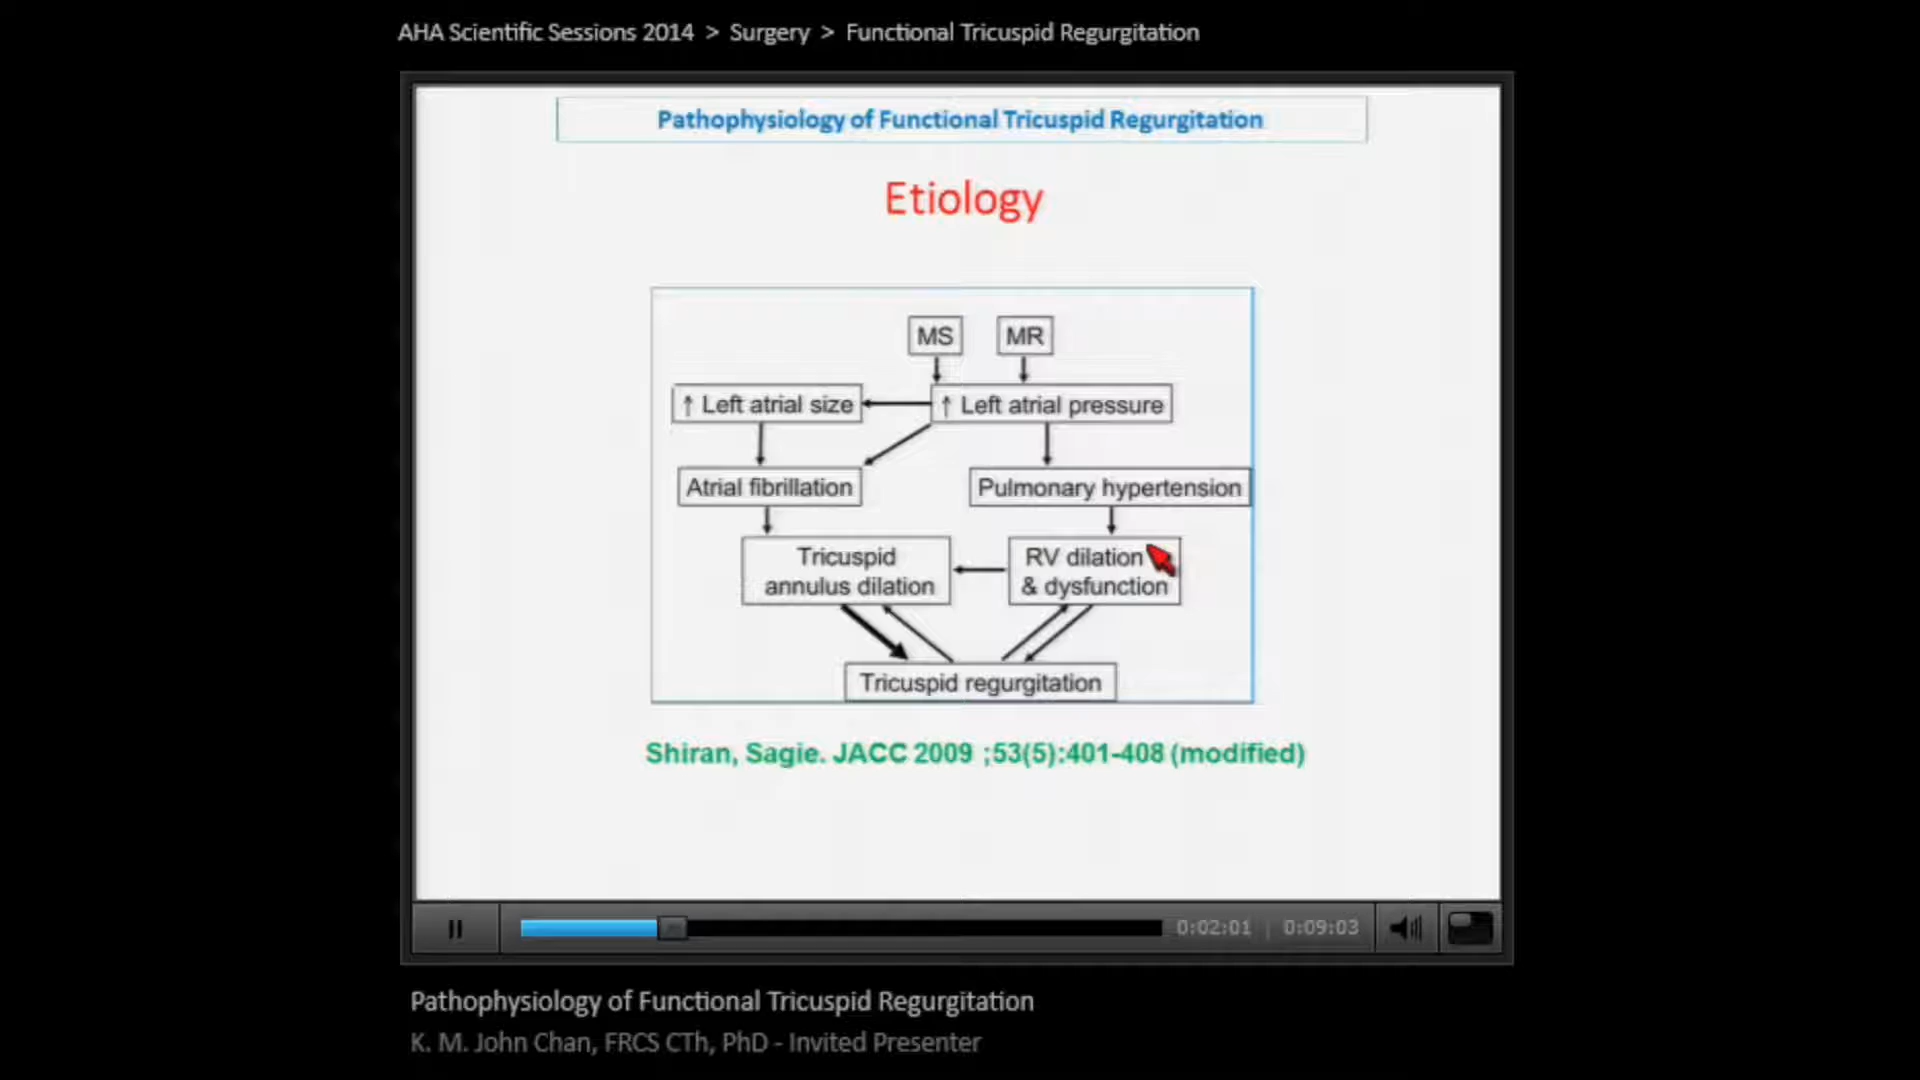 AHA Scientific Sessions 2014 > Surgery > Functional Tricuspid Regurgitation
Pathophysiology of Functional Tricuspid Regurgitation
Etiology
MS
MR
↑ Left atrial size
↑ Left atrial pressure
Atrial fibrillation
Pulmonary hypertension
Tricuspid
annulus dilation
RV dilation
& dysfunction
Tricuspid regurgitation
Shiran, Sagie. JACC 2009 ;53(5):401-408 (modified)
0:02:01 | 0:09:03
Pathophysiology of Functional Tricuspid Regurgitation
K. M. John Chan, FRCS CTh, PhD - Invited Presenter